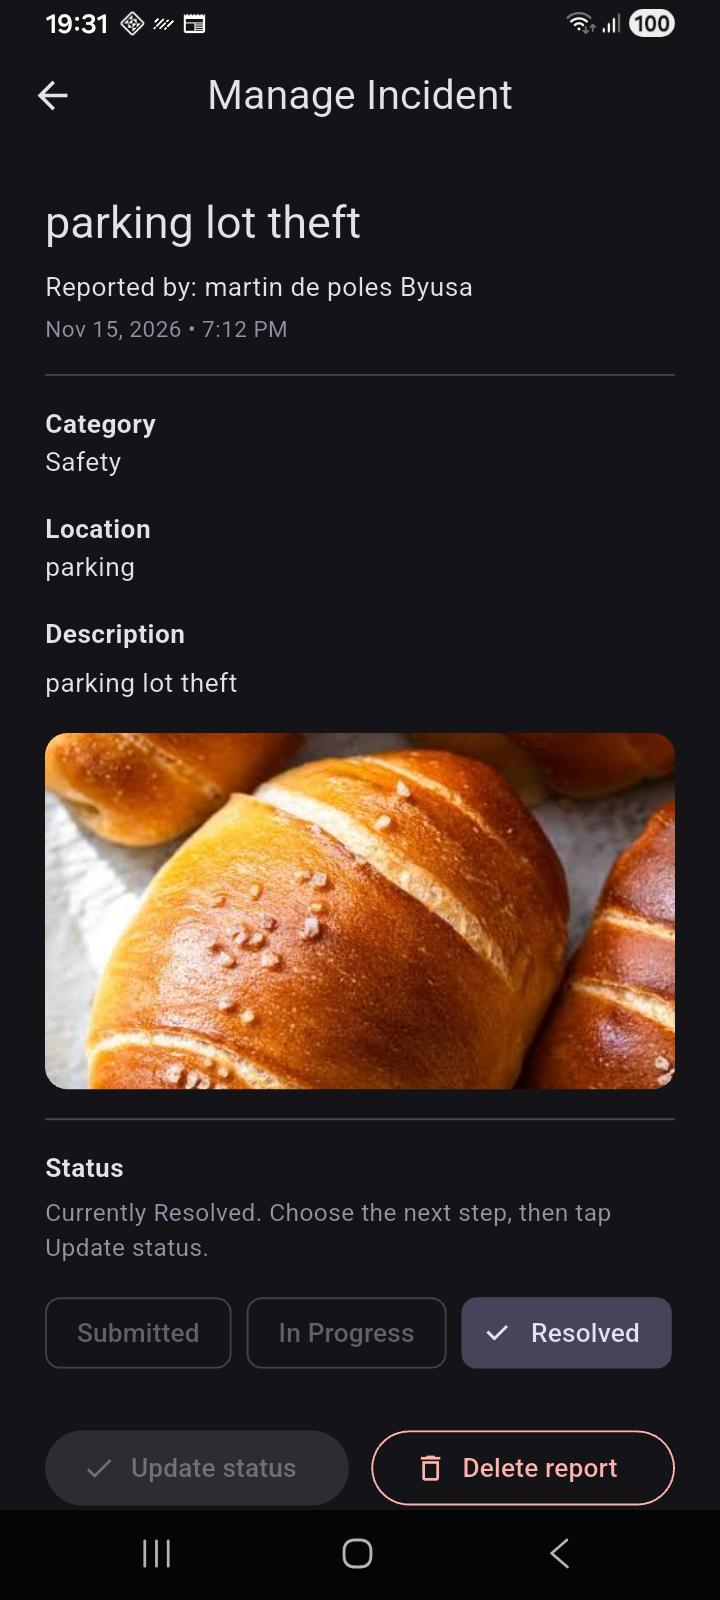 19:31
100
Manage Incident
parking lot theft
Reported by: martin de poles Byusa
Nov 15, 2026 • 7:12 PM
Category
Safety
Location
parking
Description
parking lot theft
Status
Currently Resolved. Choose the next step, then tap
Update status.
Submitted
In Progress
Resolved
Update status
Delete report